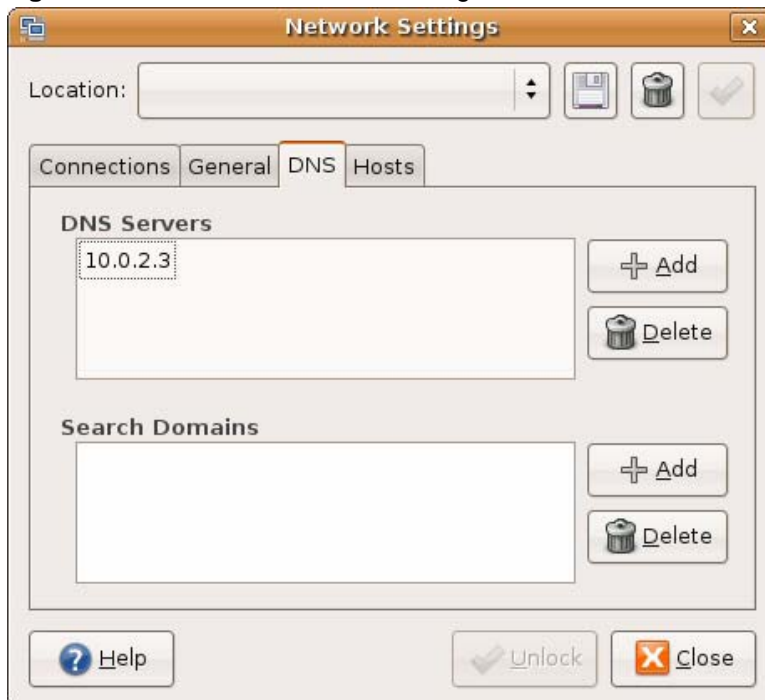 Network Settings
Location:
Connections General DNS Hosts
DNS Servers
10.0.2.3
Add
Delete
Search Domains
Add
Delete
Help Unlock Close